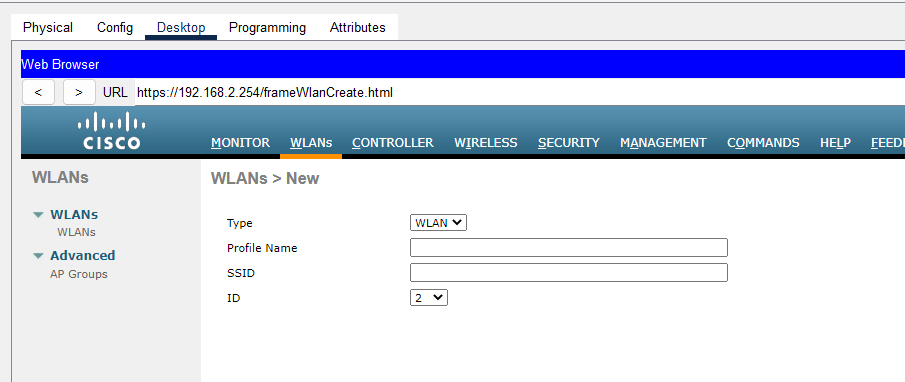 Physical Config Desktop Programming Attributes
Web Browser
< > URL https://192.168.2.254/frameWlanCreate.html
CISCO
MONITOR WLANs CONTROLLER WIRELESS SECURITY MANAGEMENT COMMANDS HELP FEED
WLANs
WLANs
WLANs
Advanced
AP Groups
WLANs > New
Type WLAN
Profile Name
SSID
ID 2